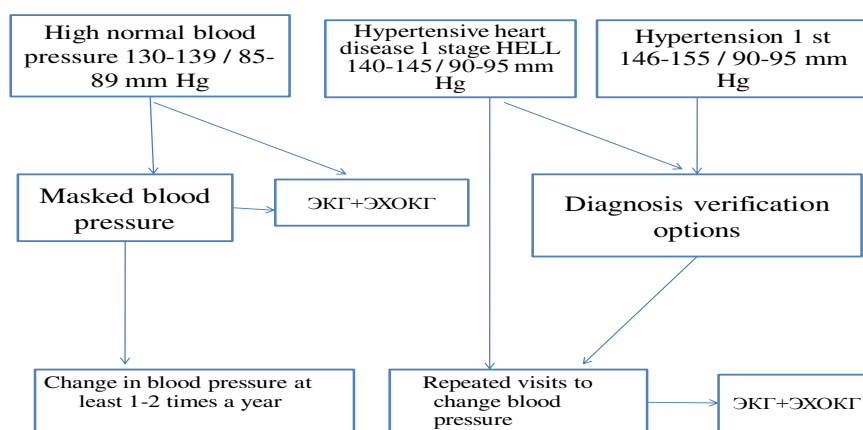 High normal blood
pressure 130-139 / 85-
89 mm Hg
Hypertensive heart
disease 1 stage HELL
140-145 / 90-95 mm
Hg
Hypertension 1 st
146-155 / 90-95 mm
Hg
Masked blood
pressure
ЭКГ+ЭХОКГ
Diagnosis verification
options
Change in blood pressure at
least 1-2 times a year
Repeated visits to
change blood
pressure
ЭКГ+ЭХОКГ